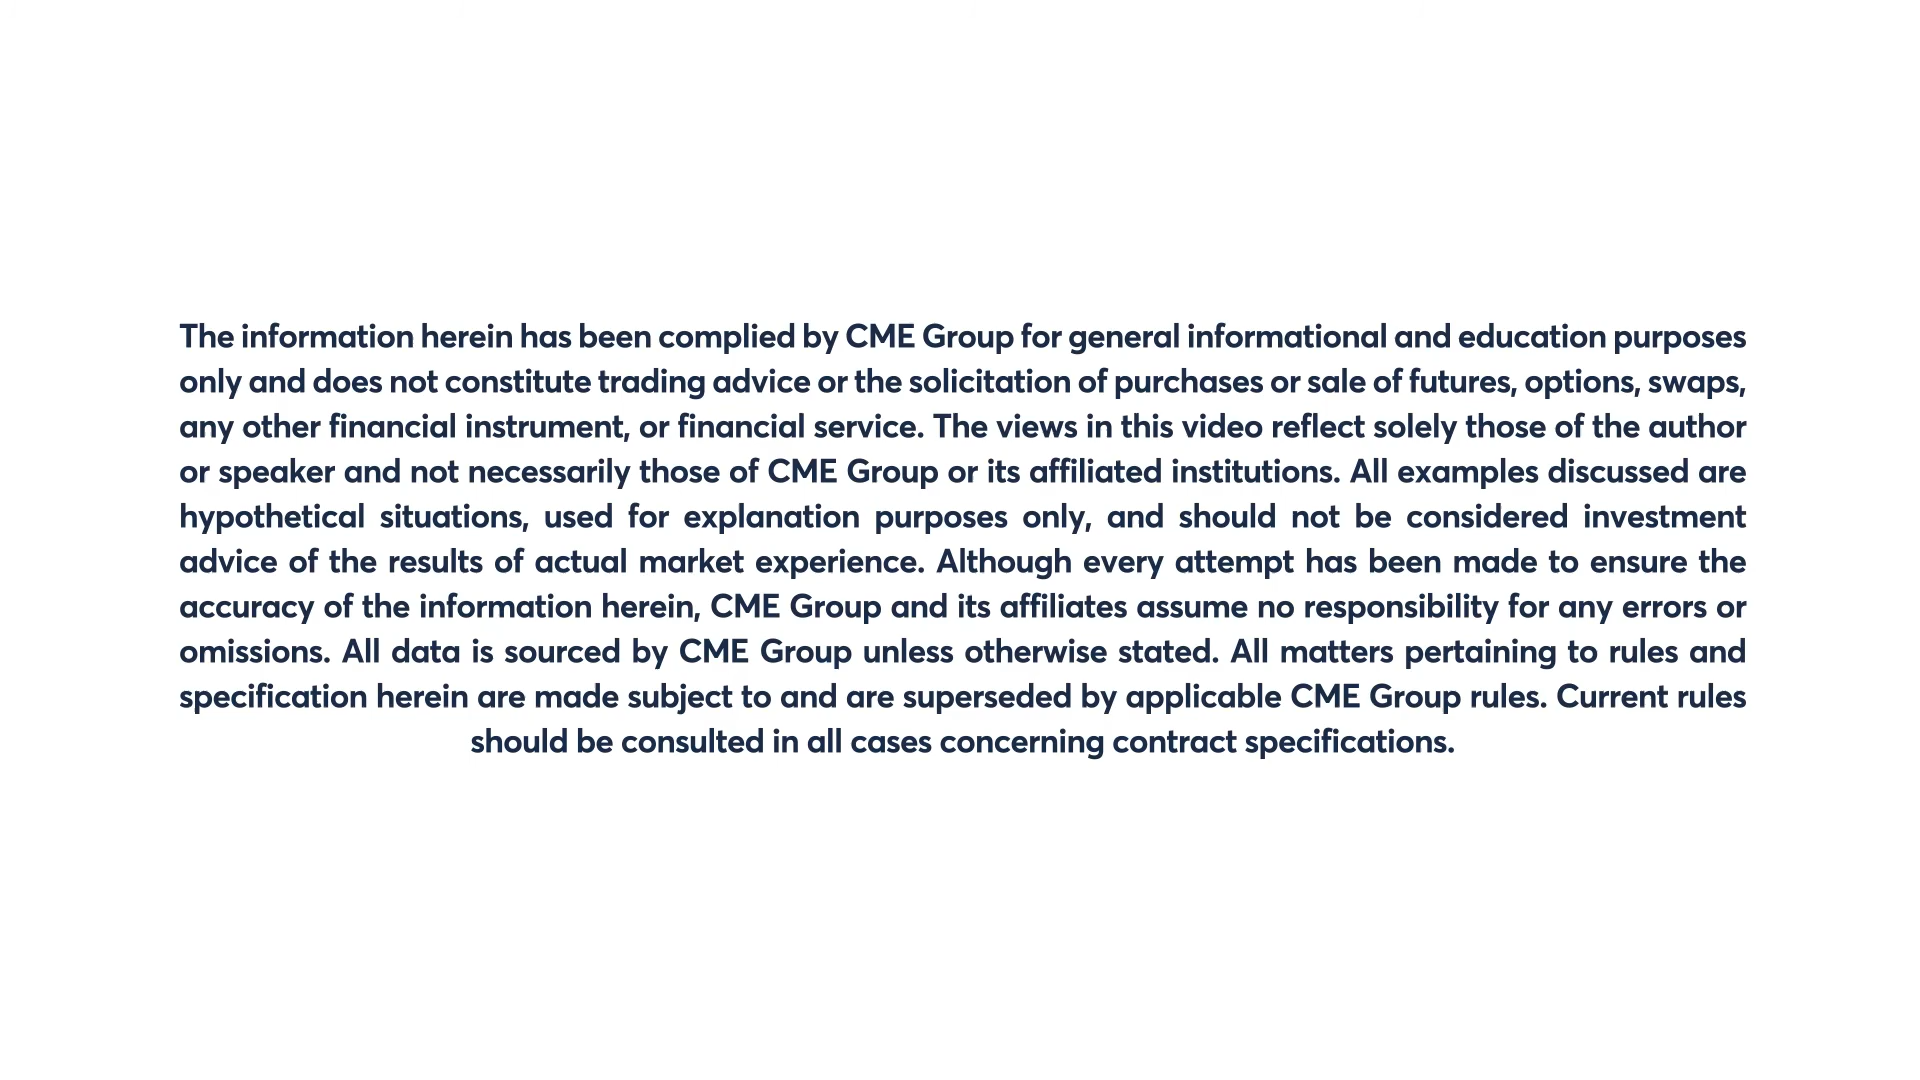 The information herein has been complied by CME Group for general informational and education purposes
only and does not constitute trading advice or the solicitation of purchases or sale of futures, options, swaps,
any other financial instrument, or financial service. The views in this video reflect solely those of the author
or speaker and not necessarily those of CME Group or its affiliated institutions. All examples discussed are
hypothetical situations, used for explanation purposes only, and should not be considered investment
advice of the results of actual market experience. Although every attempt has been made to ensure the
accuracy of the information herein, CME Group and its affiliates assume no responsibility for any errors or
omissions. All data is sourced by CME Group unless otherwise stated. All matters pertaining to rules and
specification herein are made subject to and are superseded by applicable CME Group rules. Current rules
should be consulted in all cases concerning contract specifications.